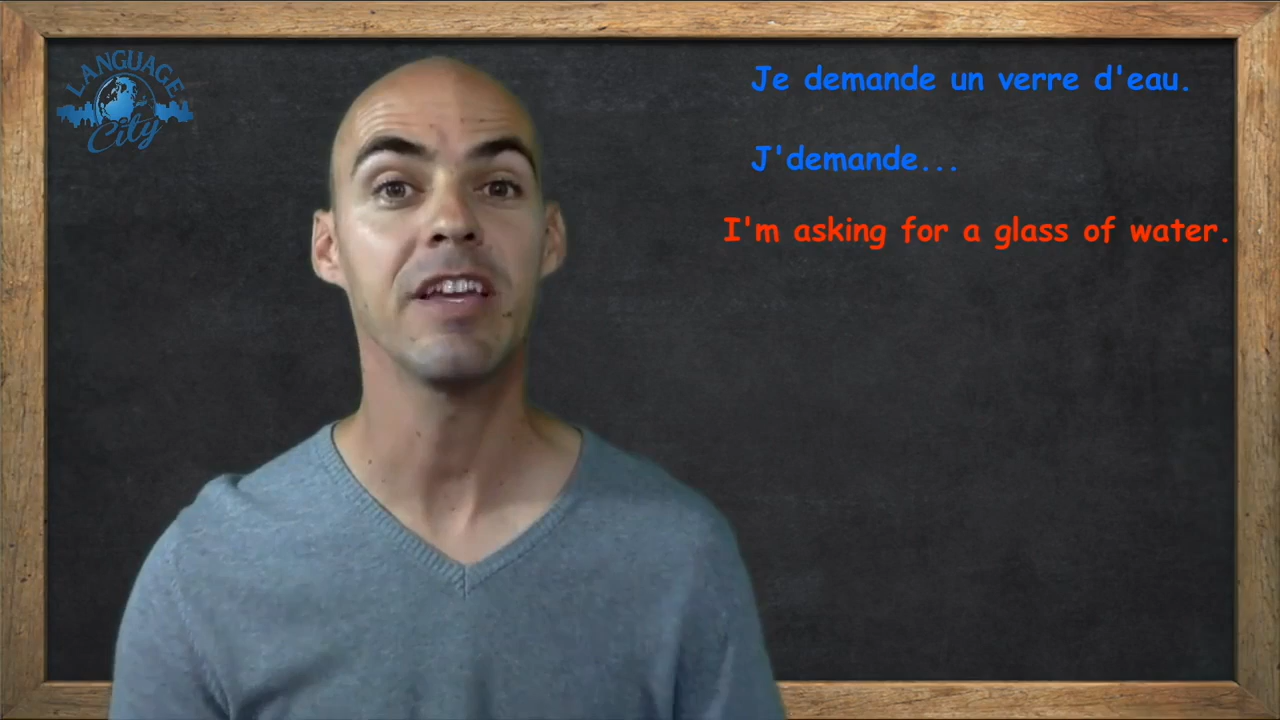 LANGUAGE
City
Je demande un verre d'eau.
J'demande...
I'm asking for a glass of water.